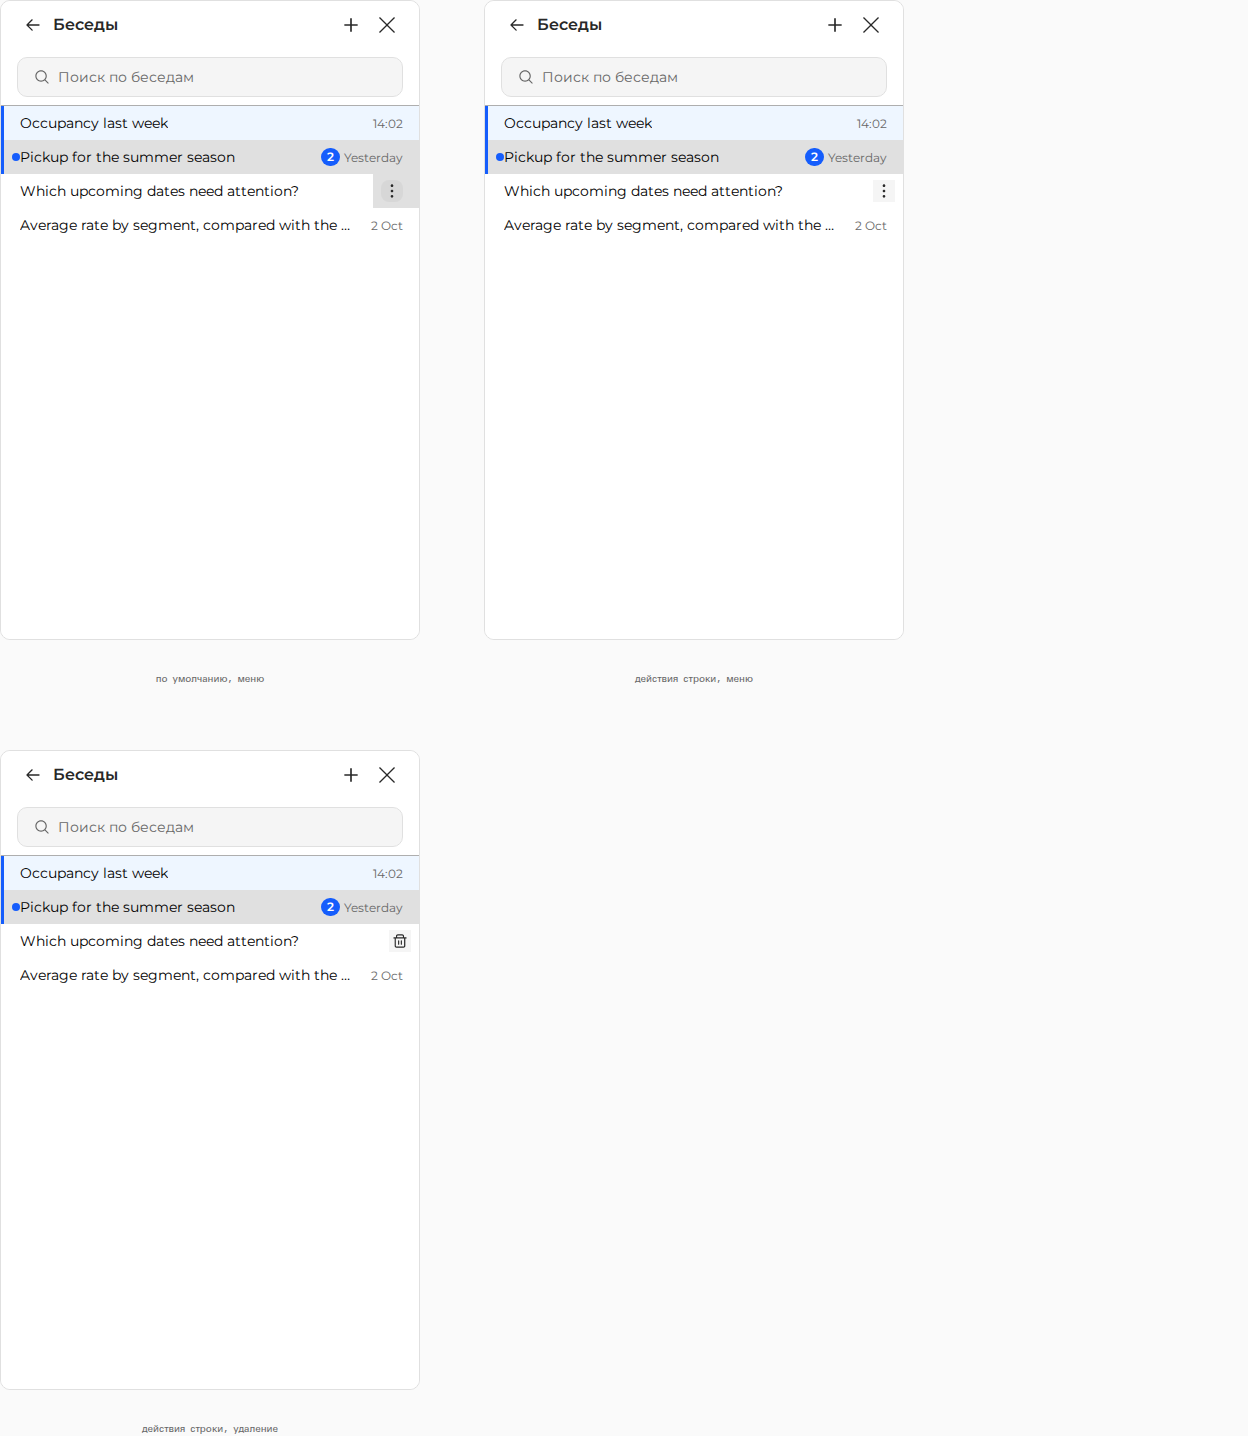 Беседы
Поиск по беседам
Occupancy last week 14:02
Pickup for the summer season 2 Yesterday
Which upcoming dates need attention?
Average rate by segment, compared with the ... 2 Oct
по умолчанию, меню
Беседы
Поиск по беседам
Occupancy last week 14:02
Pickup for the summer season 2 Yesterday
Which upcoming dates need attention?
Average rate by segment, compared with the ... 2 Oct
действия строки, меню
Беседы
Поиск по беседам
Occupancy last week 14:02
Pickup for the summer season 2 Yesterday
Which upcoming dates need attention?
Average rate by segment, compared with the ... 2 Oct
действия строки, удаление